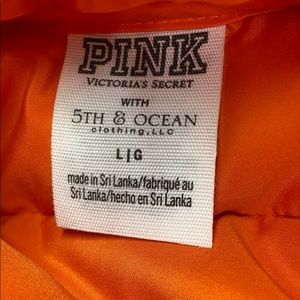 PINK
VICTORIA'S SECRET
WITH
5TH & OCEAN
clothing, LLC
L|G
made in Sri Lanka/fabriqué au
Sri Lanka/hecho en Sri Lanka